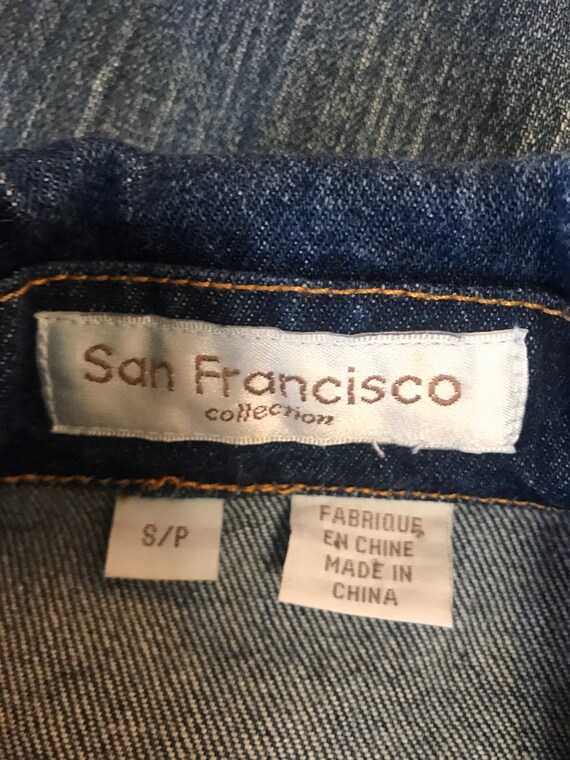 San Francisco
collection
S/P
FABRIQUE
EN CHINE
MADE IN
CHINA